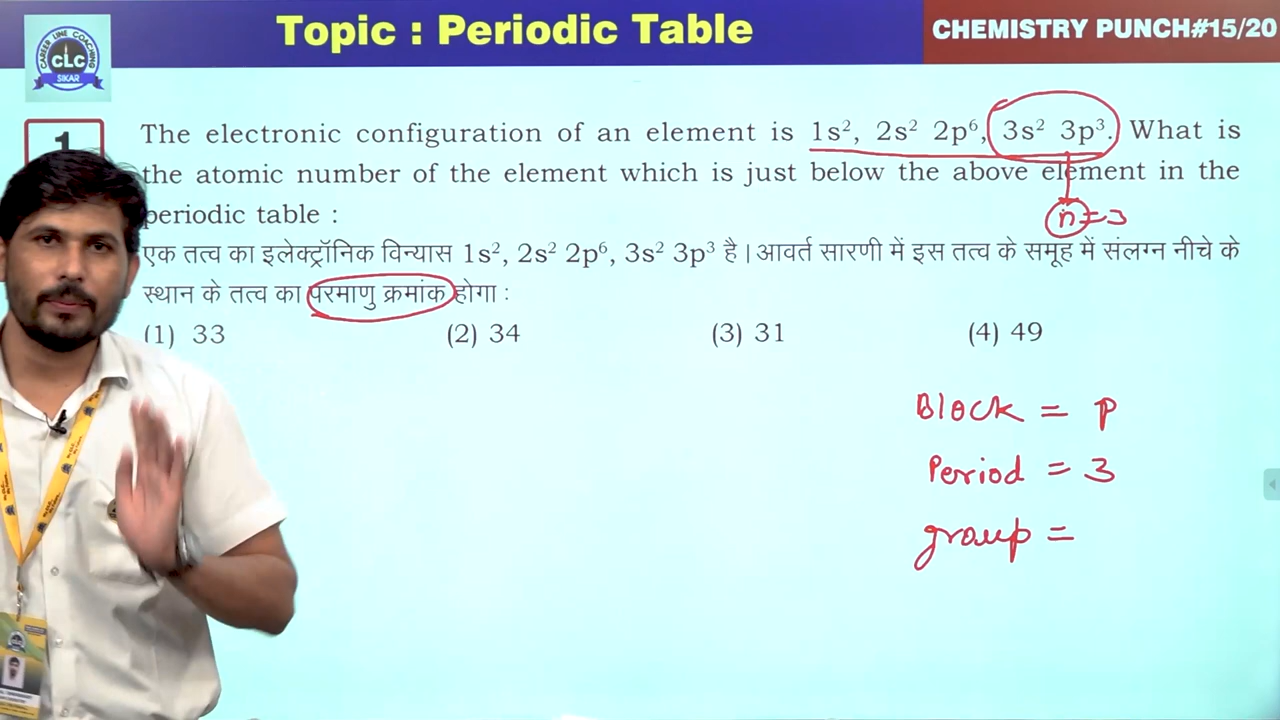 Topic : Periodic Table
CHEMISTRY PUNCH#15/20
CAREER LINE COACHING
CLC
SIKAR
1
The electronic configuration of an element is 1s², 2s² 2p⁶, 3s² 3p³. What is
the atomic number of the element which is just below the above element in the
periodic table :
n = 3
एक तत्व का इलेक्ट्रॉनिक विन्यास 1s², 2s² 2p⁶, 3s² 3p³ है। आवर्त सारणी में इस तत्व के समूह में संलग्न नीचे के
स्थान के तत्व का परमाणु क्रमांक होगा :
(1) 33 (2) 34 (3) 31 (4) 49
Block = p
Period = 3
group =